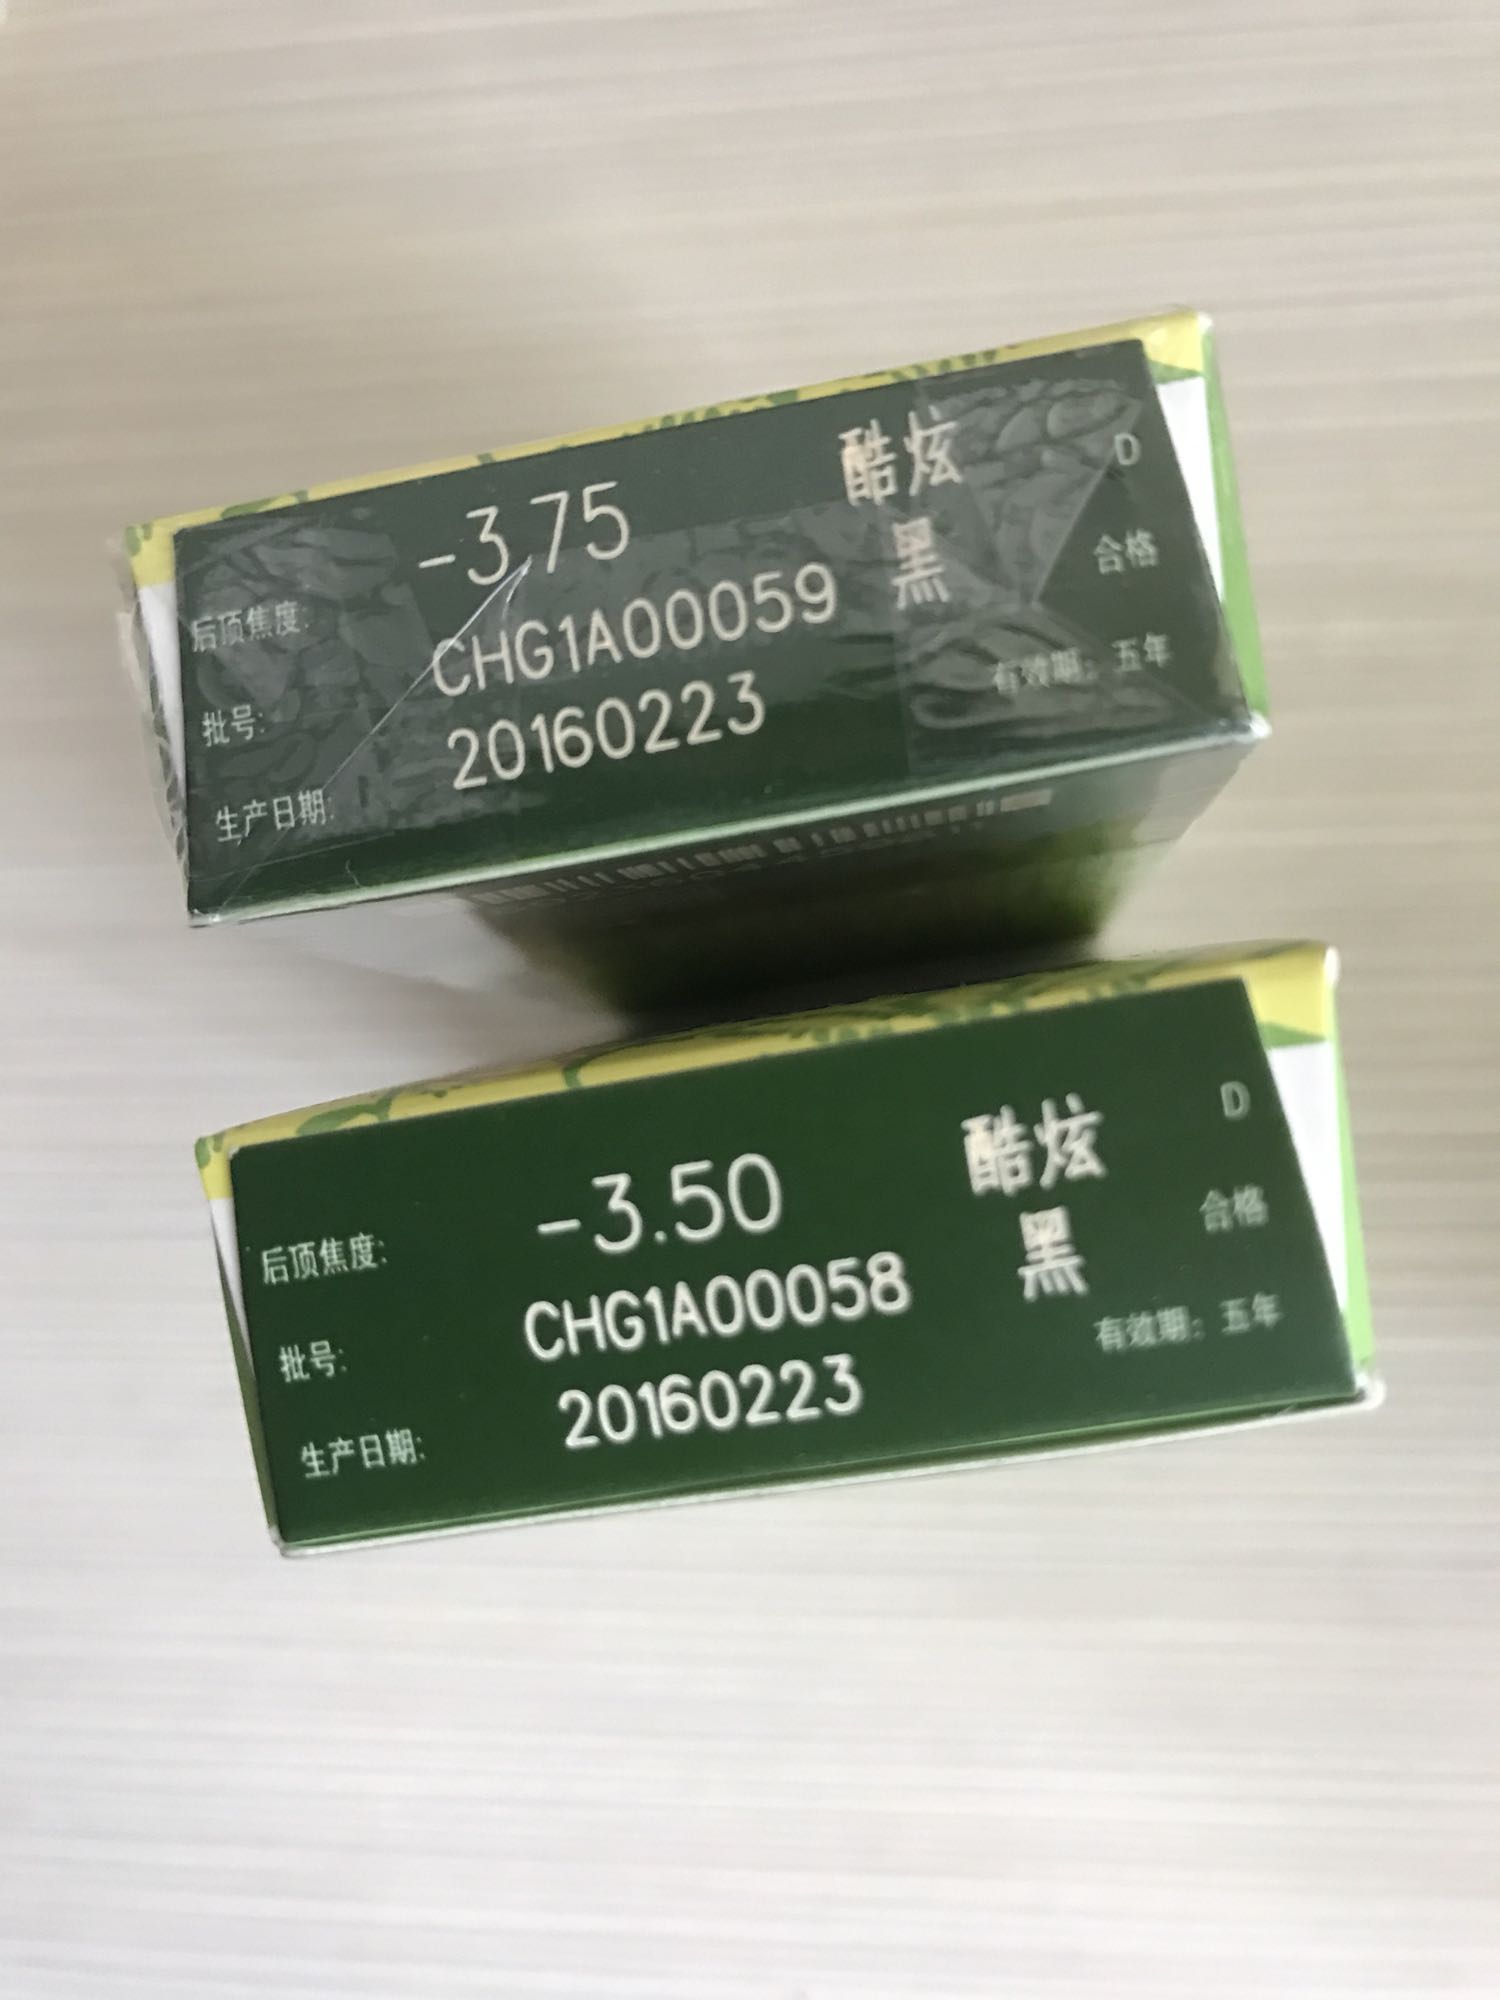 后顶焦度: -3.75 酷炫 D
批号: CHG1A00059 黑 合格
生产日期: 20160223 有效期: 五年
后顶焦度: -3.50 酷炫 D
批号: CHG1A00058 黑 合格
生产日期: 20160223 有效期: 五年